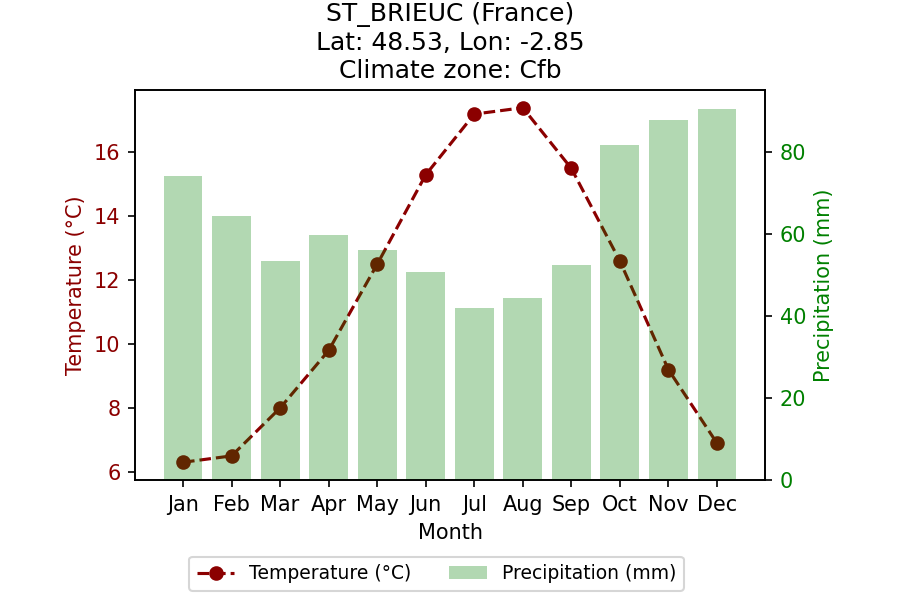 ST_BRIEUC (France)
Lat: 48.53, Lon: -2.85
Climate zone: Cfb
Temperature (°C)
16
14
12
10
8
6
80
60
40
20
0
Precipitation (mm)
Jan Feb Mar Apr May Jun Jul Aug Sep Oct Nov Dec
Month
Temperature (°C) Precipitation (mm)